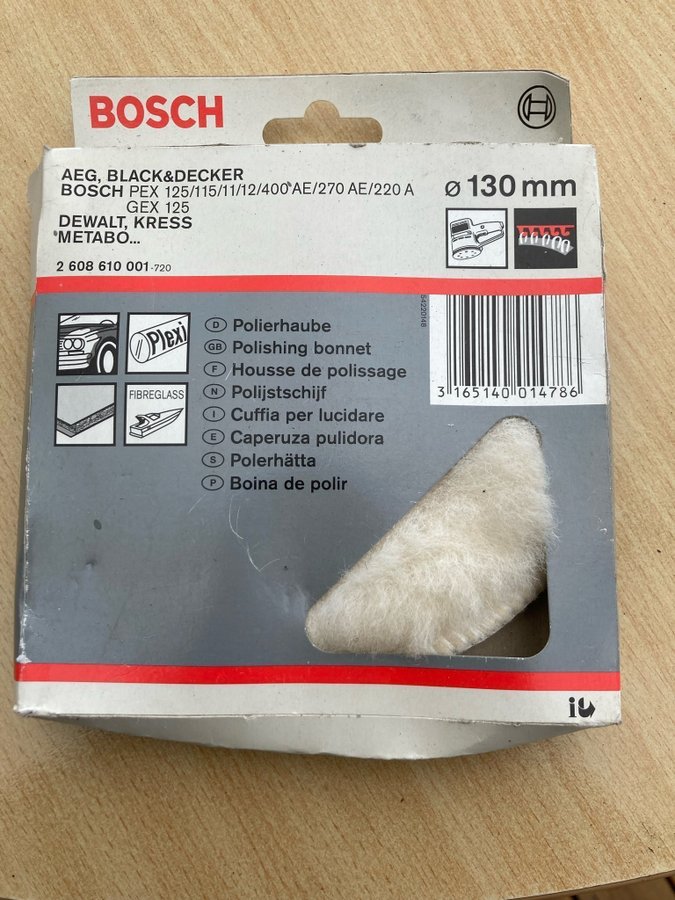 BOSCH
AEG, BLACK&DECKER
BOSCH PEX 125/115/11/12/400 AE/270 AE/220 A
GEX 125
DEWALT, KRESS
METABO...
ø 130 mm
2 608 610 001-720
Plexi
FIBREGLASS
D Polierhaube
GB Polishing bonnet
F Housse de polissage
N Polijstschijf
I Cuffia per lucidare
E Caperuza pulidora
S Polerhätta
P Boina de polir
3 165140 014786